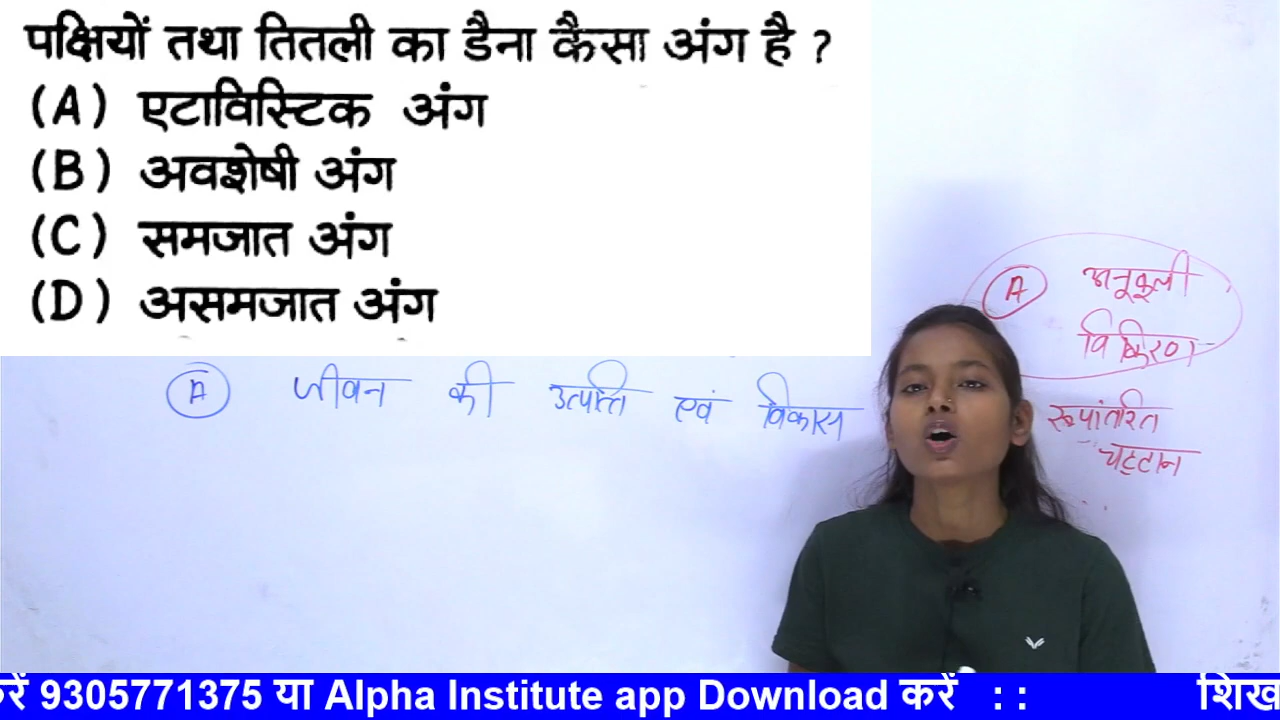 पक्षियों तथा तितली का डैना कैसा अंग है ?
(A) एटाविस्टिक अंग
(B) अवशेषी अंग
(C) समजात अंग
(D) असमजात अंग
A अनुकूली
विकिरण
A जीवन की उत्पत्ति एवं विकास
रूपांतरित
चट्टान
करें 9305771375 या Alpha Institute app Download करें : : शिख